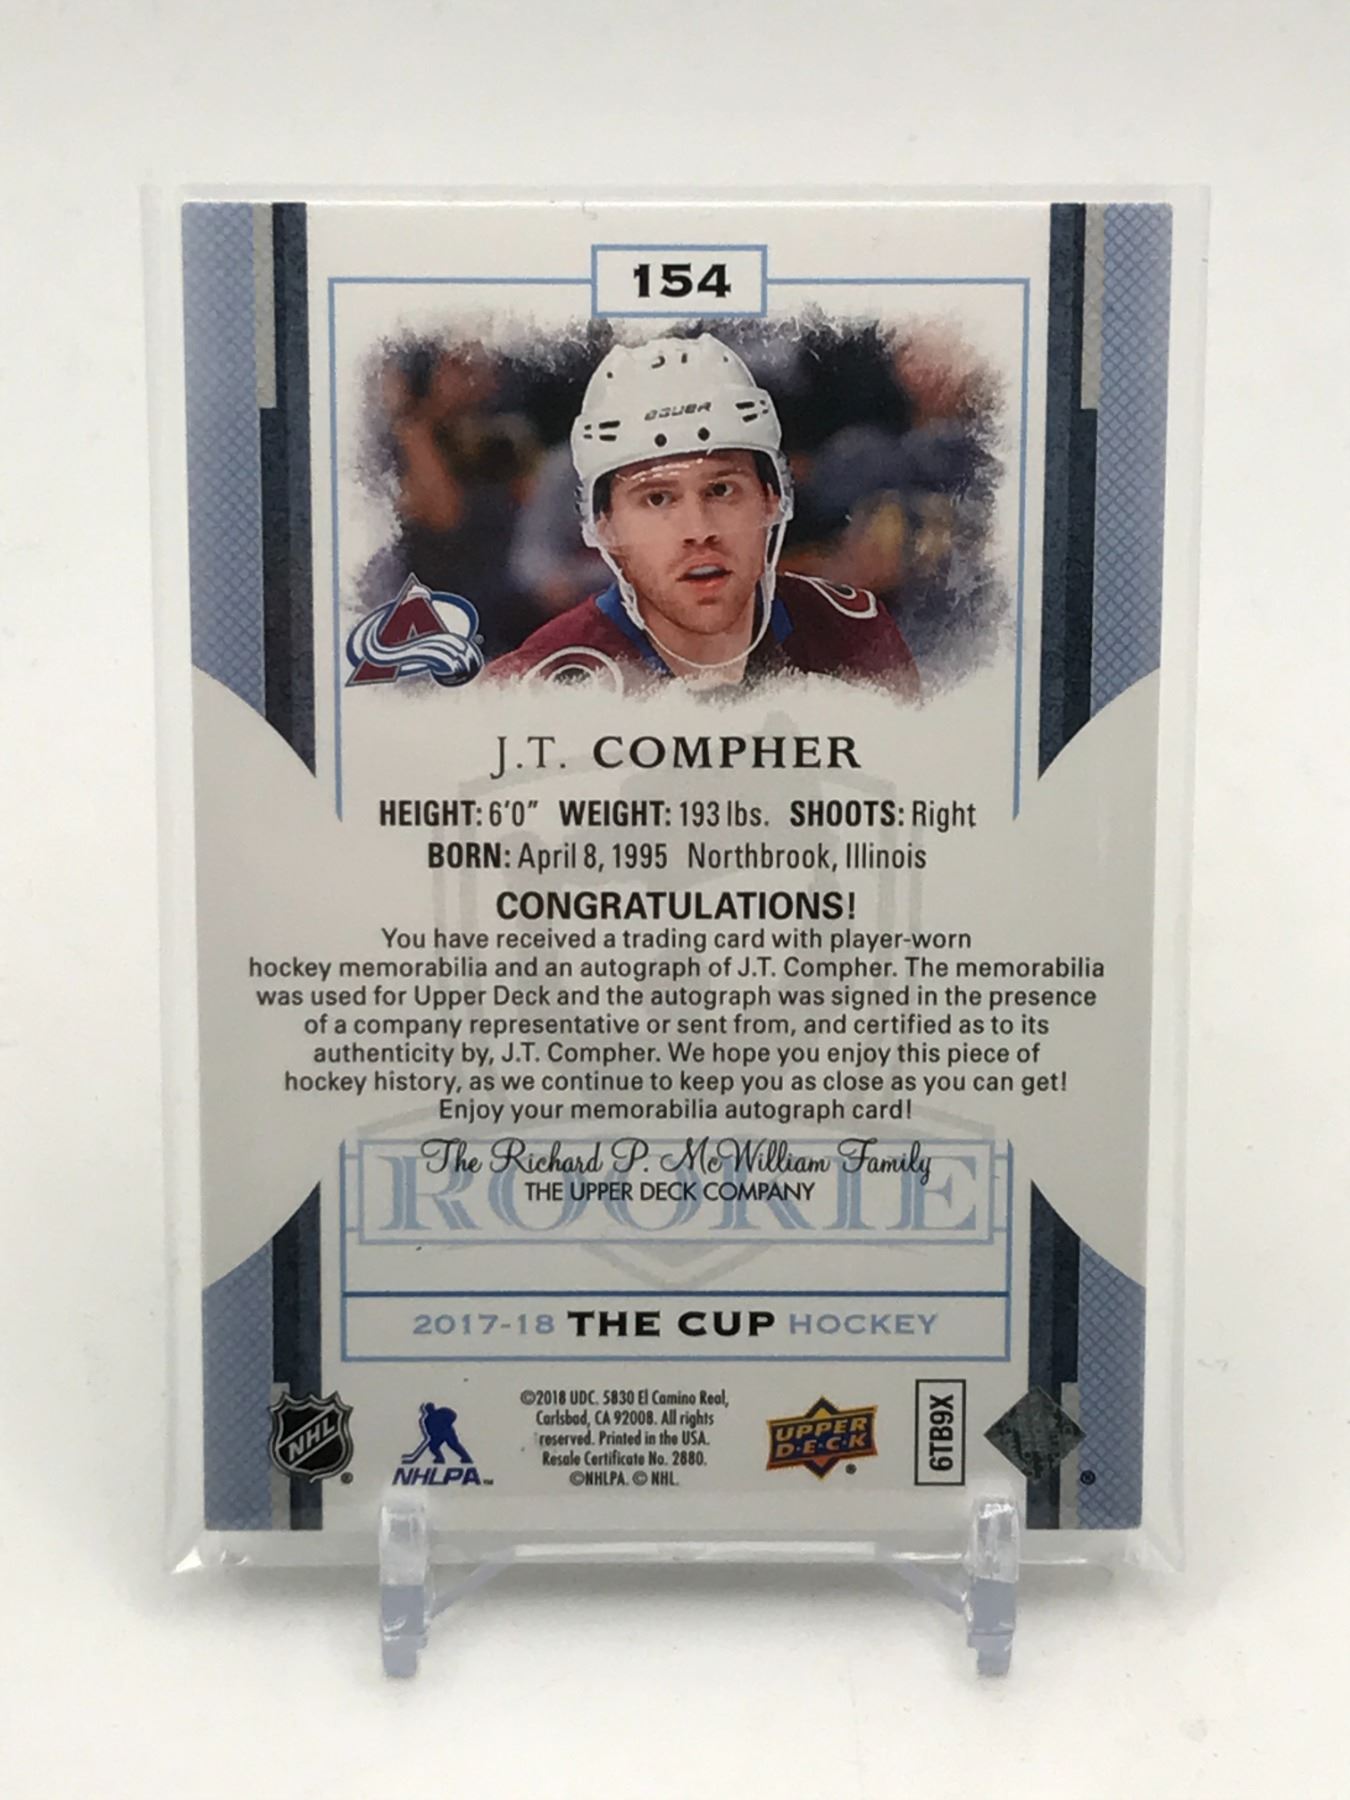 154
BAUER
J.T. COMPHER
HEIGHT: 6'0" WEIGHT: 193 lbs. SHOOTS: Right
BORN: April 8, 1995 Northbrook, Illinois
CONGRATULATIONS!
You have received a trading card with player-worn
hockey memorabilia and an autograph of J.T. Compher. The memorabilia
was used for Upper Deck and the autograph was signed in the presence
of a company representative or sent from, and certified as to its
authenticity by, J.T. Compher. We hope you enjoy this piece of
hockey history, as we continue to keep you as close as you can get!
Enjoy your memorabilia autograph card!
The Richard P. McWilliam Family
THE UPPER DECK COMPANY
ROOKIE
2017-18 THE CUP HOCKEY
NHL
NHLPA™
©2018 UDC. 5830 El Camino Real,
Carlsbad, CA 92008. All rights
reserved. Printed in the USA.
Resale Certificate No. 2880.
©NHLPA. © NHL.
UPPER
D·E·C·K
6TB9X